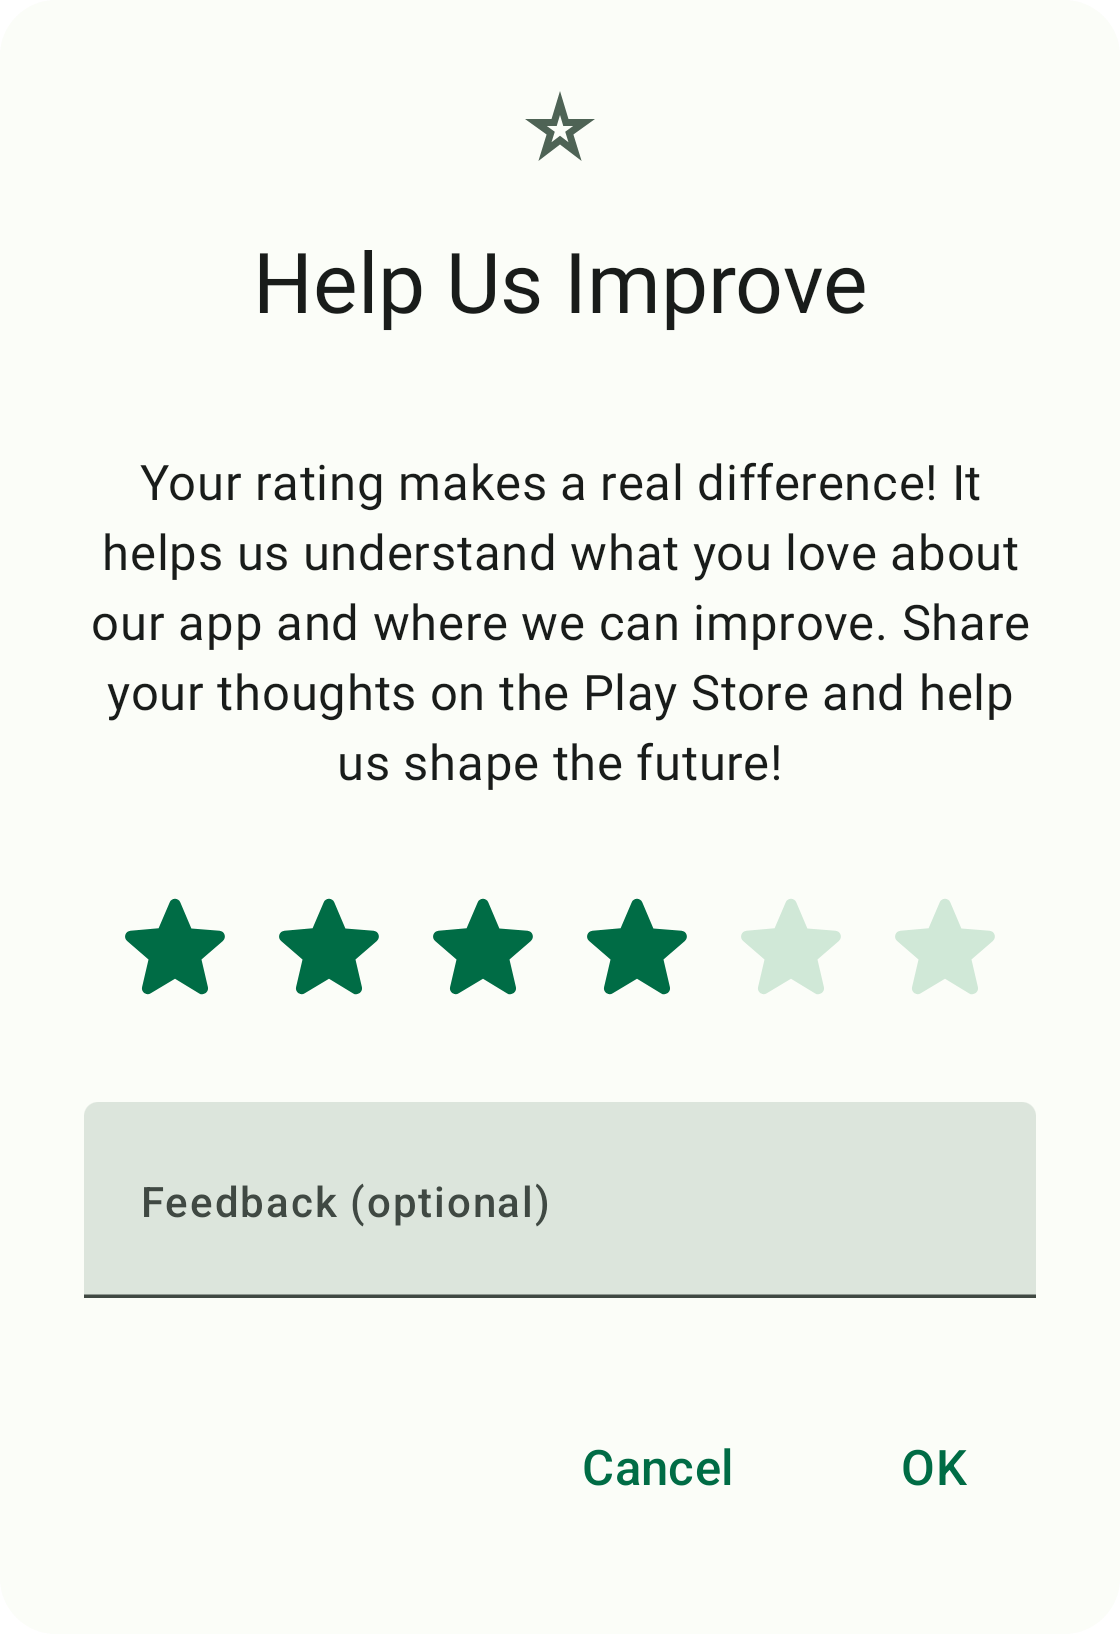 Help Us Improve
Your rating makes a real difference! It
helps us understand what you love about
our app and where we can improve. Share
your thoughts on the Play Store and help
us shape the future!
Feedback (optional)
Cancel OK